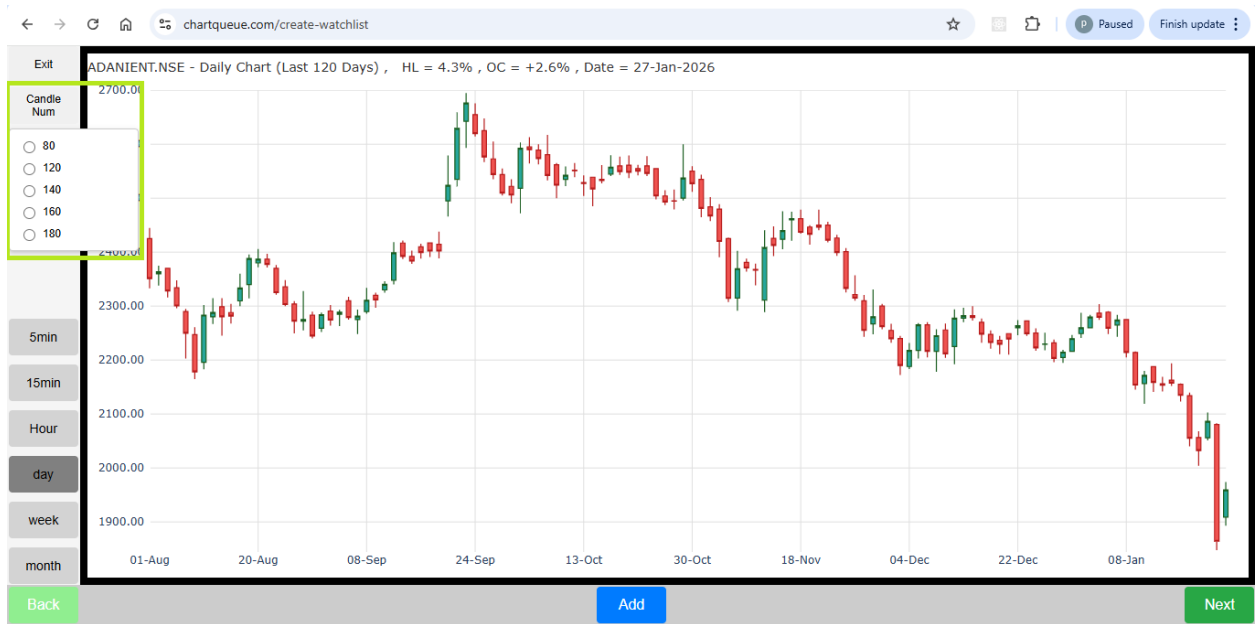 chartqueue.com/create-watchlist
P
Paused
Finish update
Exit
Candle
Num
80
120
140
160
180
5min
15min
Hour
day
week
month
ADANIENT.NSE - Daily Chart (Last 120 Days) ,   HL = 4.3% , OC = +2.6% , Date = 27-Jan-2026
2400.00
2300.00
2200.00
2100.00
2000.00
1900.00
01-Aug 20-Aug 08-Sep 24-Sep 13-Oct 30-Oct 18-Nov 04-Dec 22-Dec 08-Jan
Back
Add
Next